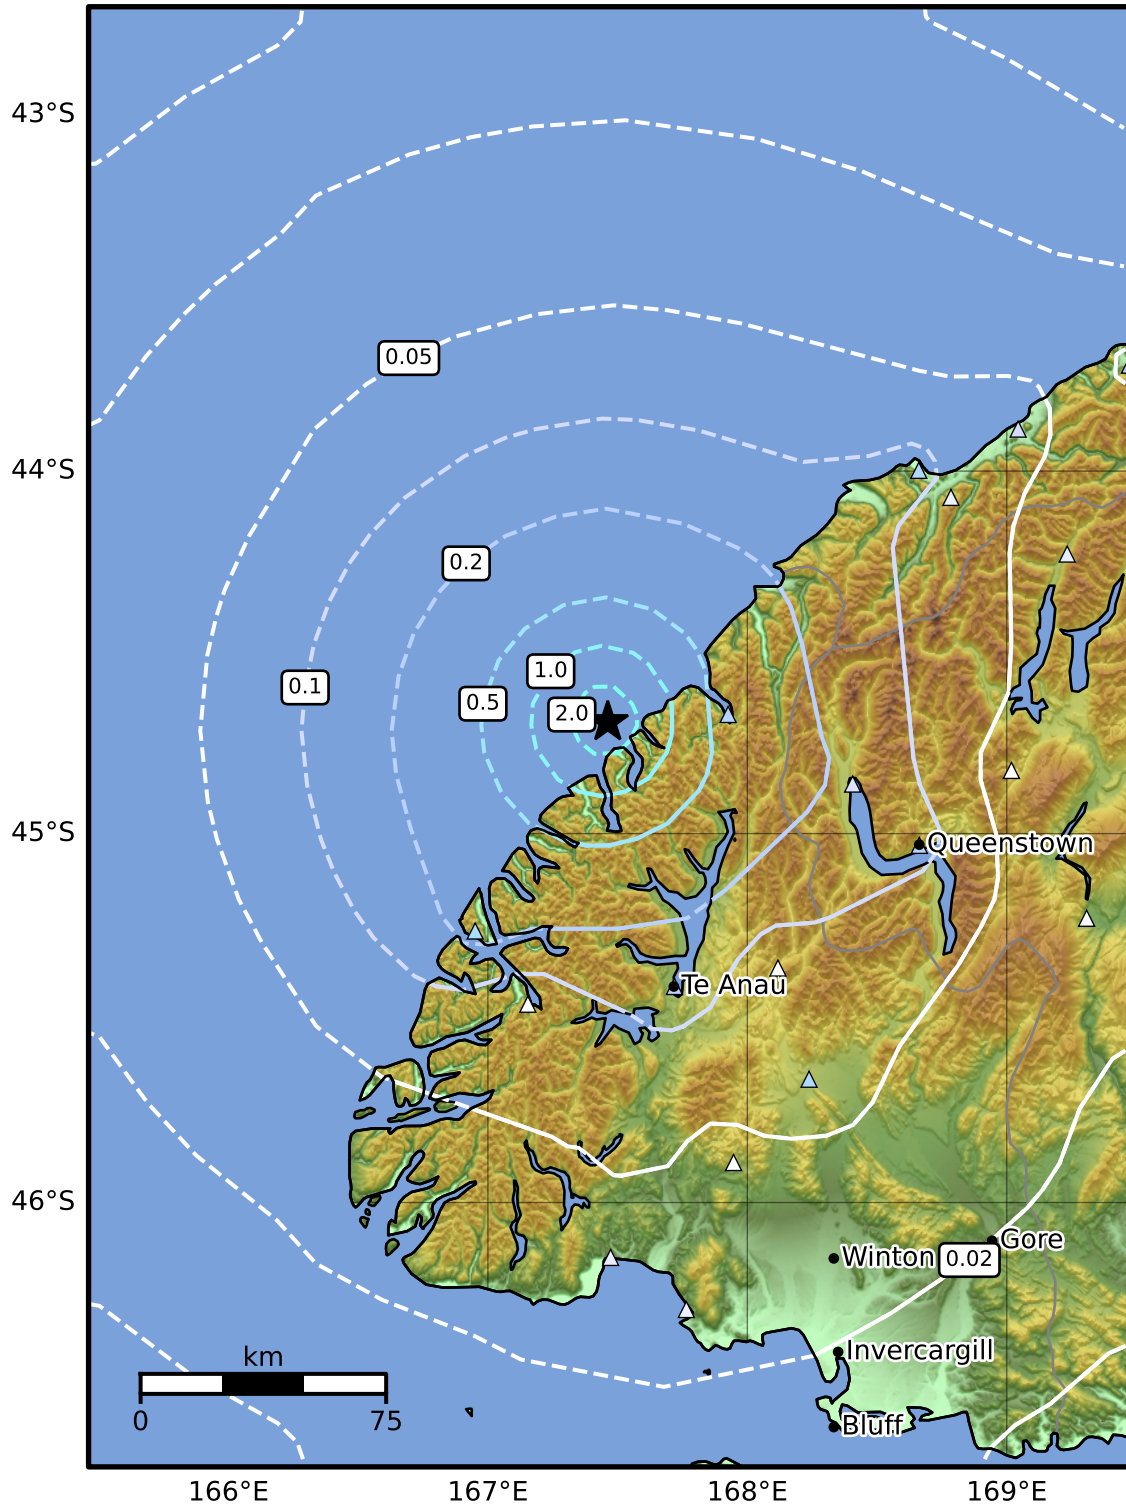 43°S
0.05
44°S
0.2
1.0
0.1
0.5
2.0
45°S
Queenstown
Te Anau
46°S
Gore
Winton
0.02
Invercargill
km
0
75
Bluff
166°E
167°E
168°E
169°E